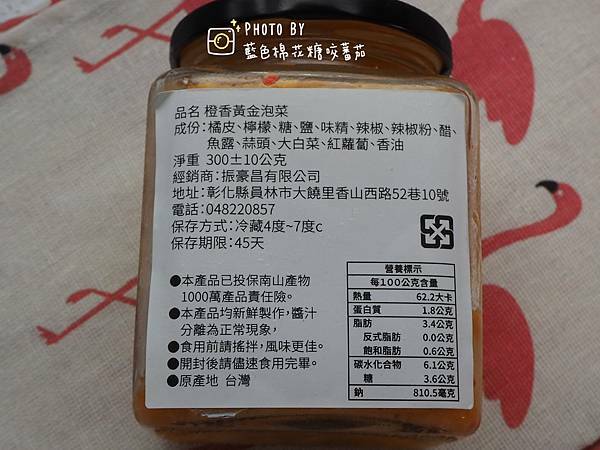 PHOTO BY
藍色棉花糖咬蕃茄
品名 橙香黃金泡菜
成份:橘皮、檸檬、糖、鹽、味精、辣椒、辣椒粉、醋、
魚露、蒜頭、大白菜、紅蘿蔔、香油
淨重 300±10公克
經銷商:振豪昌有限公司
地址:彰化縣員林市大饒里香山西路52巷10號
電話:048220857
保存方式:冷藏4度~7度c
保存期限:45天
●本產品已投保南山產物
1000萬產品責任險。
●本產品均新鮮製作,醬汁
分離為正常現象,
●食用前請搖拌,風味更佳。
●開封後請儘速食用完畢。
●原產地 台灣
營養標示
每100公克含量
熱量 62.2大卡
蛋白質 1.8公克
脂肪 3.4公克
反式脂肪 0.0公克
飽和脂肪 0.6公克
碳水化合物 6.1公克
糖 3.6公克
鈉 810.5毫克